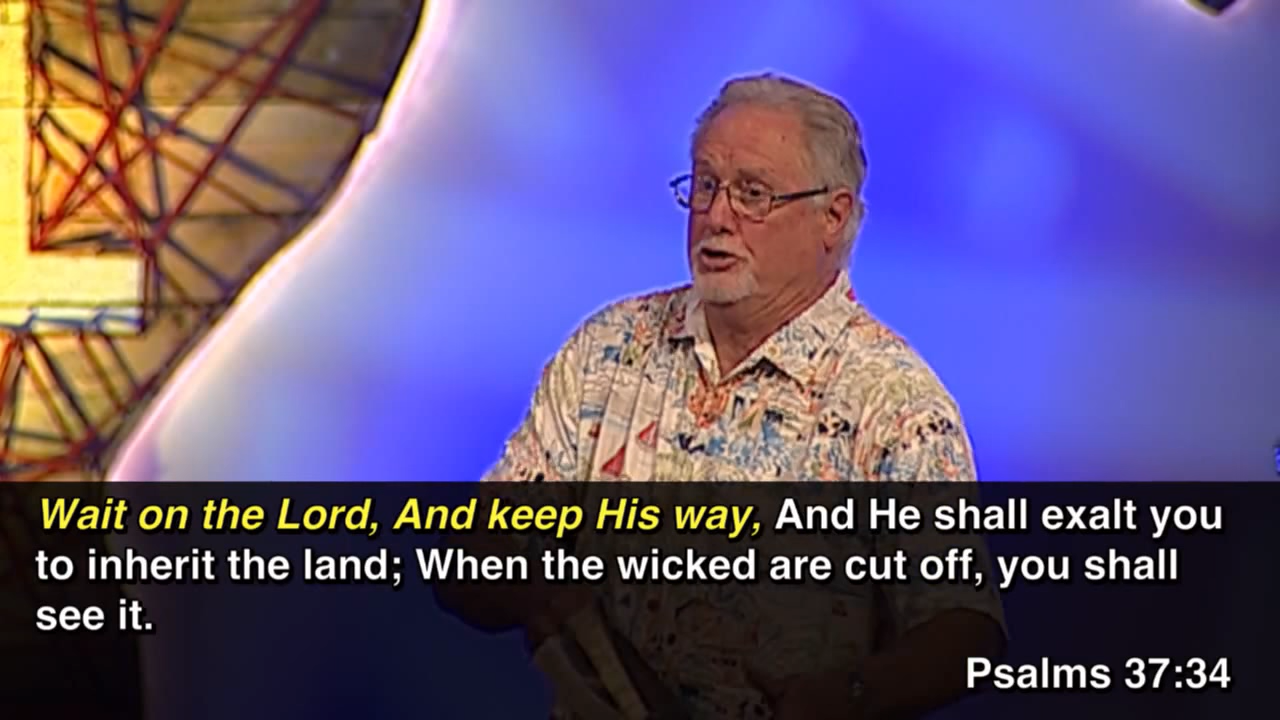 Wait on the Lord, And keep His way, And He shall exalt you
to inherit the land; When the wicked are cut off, you shall
see it.
Psalms 37:34